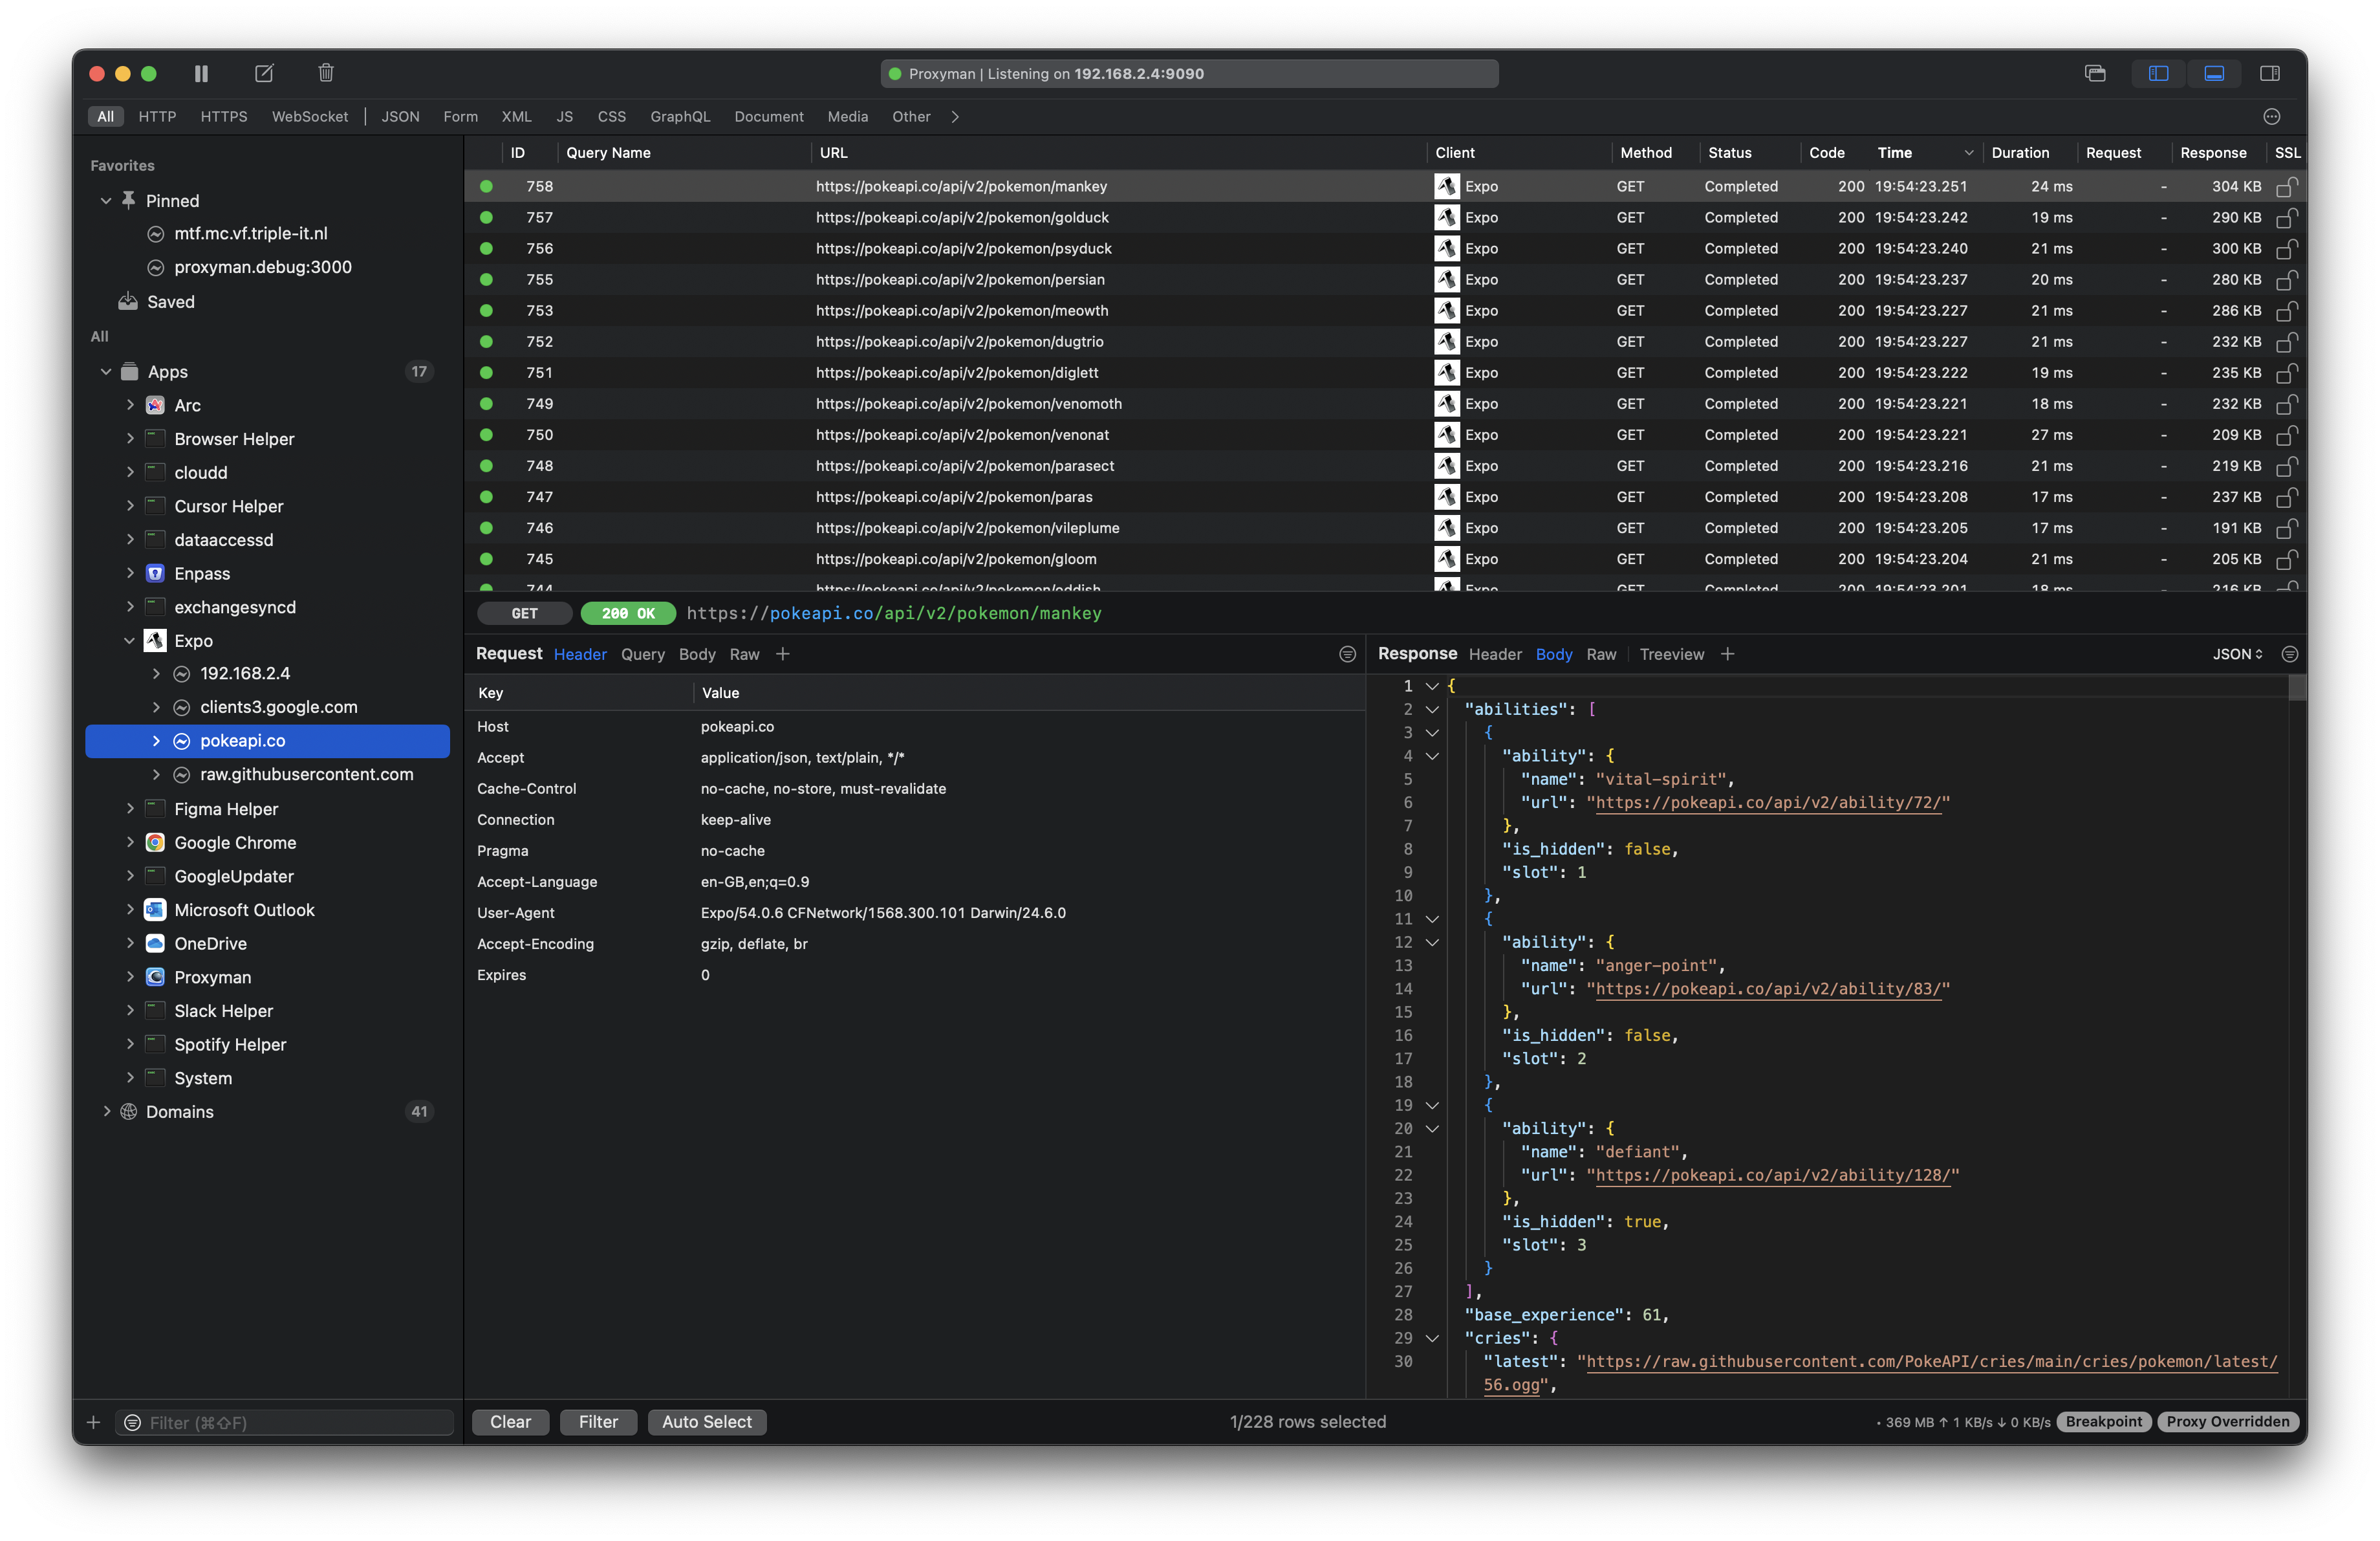 Proxyman | Listening on 192.168.2.4:9090
All HTTP HTTPS WebSocket JSON Form XML JS CSS GraphQL Document Media Other
Favorites
Pinned
mtf.mc.vf.triple-it.nl
proxyman.debug:3000
Saved
All
Apps 17
Arc
Browser Helper
cloudd
Cursor Helper
dataaccessd
Enpass
exchangesyncd
Expo
192.168.2.4
clients3.google.com
pokeapi.co
raw.githubusercontent.com
Figma Helper
Google Chrome
GoogleUpdater
Microsoft Outlook
OneDrive
Proxyman
Slack Helper
Spotify Helper
System
Domains 41
Filter (⌘⇧F)
ID Query Name URL Client Method Status Code Time Duration Request Response SSL
758 https://pokeapi.co/api/v2/pokemon/mankey Expo GET Completed 200 19:54:23.251 24 ms - 304 KB
757 https://pokeapi.co/api/v2/pokemon/golduck Expo GET Completed 200 19:54:23.242 19 ms - 290 KB
756 https://pokeapi.co/api/v2/pokemon/psyduck Expo GET Completed 200 19:54:23.240 21 ms - 300 KB
755 https://pokeapi.co/api/v2/pokemon/persian Expo GET Completed 200 19:54:23.237 20 ms - 280 KB
753 https://pokeapi.co/api/v2/pokemon/meowth Expo GET Completed 200 19:54:23.227 21 ms - 286 KB
752 https://pokeapi.co/api/v2/pokemon/dugtrio Expo GET Completed 200 19:54:23.227 21 ms - 232 KB
751 https://pokeapi.co/api/v2/pokemon/diglett Expo GET Completed 200 19:54:23.222 19 ms - 235 KB
749 https://pokeapi.co/api/v2/pokemon/venomoth Expo GET Completed 200 19:54:23.221 18 ms - 232 KB
750 https://pokeapi.co/api/v2/pokemon/venonat Expo GET Completed 200 19:54:23.221 27 ms - 209 KB
748 https://pokeapi.co/api/v2/pokemon/parasect Expo GET Completed 200 19:54:23.216 21 ms - 219 KB
747 https://pokeapi.co/api/v2/pokemon/paras Expo GET Completed 200 19:54:23.208 17 ms - 237 KB
746 https://pokeapi.co/api/v2/pokemon/vileplume Expo GET Completed 200 19:54:23.205 17 ms - 191 KB
745 https://pokeapi.co/api/v2/pokemon/gloom Expo GET Completed 200 19:54:23.204 21 ms - 205 KB
744 https://pokeapi.co/api/v2/pokemon/oddish Expo GET Completed 200 19:54:23.201 18 ms - 216 KB
GET 200 OK https://pokeapi.co/api/v2/pokemon/mankey
Request Header Query Body Raw
Key Value
Host pokeapi.co
Accept application/json, text/plain, */*
Cache-Control no-cache, no-store, must-revalidate
Connection keep-alive
Pragma no-cache
Accept-Language en-GB,en;q=0.9
User-Agent Expo/54.0.6 CFNetwork/1568.300.101 Darwin/24.6.0
Accept-Encoding gzip, deflate, br
Expires 0
Response Header Body Raw Treeview JSON
1 {
2 "abilities": [
3 {
4 "ability": {
5 "name": "vital-spirit",
6 "url": "https://pokeapi.co/api/v2/ability/72/"
7 },
8 "is_hidden": false,
9 "slot": 1
10 },
11 {
12 "ability": {
13 "name": "anger-point",
14 "url": "https://pokeapi.co/api/v2/ability/83/"
15 },
16 "is_hidden": false,
17 "slot": 2
18 },
19 {
20 "ability": {
21 "name": "defiant",
22 "url": "https://pokeapi.co/api/v2/ability/128/"
23 },
24 "is_hidden": true,
25 "slot": 3
26 }
27 ],
28 "base_experience": 61,
29 "cries": {
30 "latest": "https://raw.githubusercontent.com/PokeAPI/cries/main/cries/pokemon/latest/
56.ogg",
Clear Filter Auto Select 1/228 rows selected • 369 MB ↑ 1 KB/s ↓ 0 KB/s Breakpoint Proxy Overridden